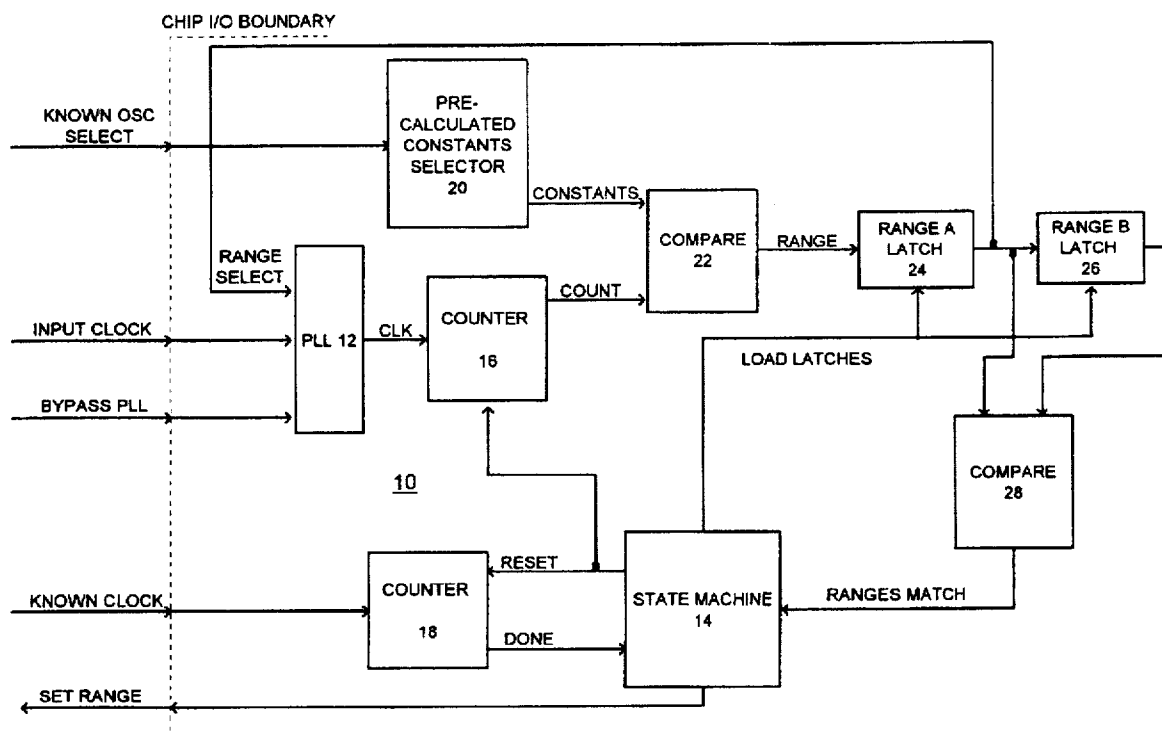 CHIP I/O BOUNDARY
KNOWN OSC
SELECT
PRE-
CALCULATED
CONSTANTS
SELECTOR
20
CONSTANTS
COMPARE
22
RANGE
RANGE A
LATCH
24
RANGE B
LATCH
26
RANGE
SELECT
COUNT
INPUT CLOCK
PLL 12
CLK
COUNTER
16
LOAD LATCHES
BYPASS PLL
10
COMPARE
28
RESET
COUNTER
18
KNOWN CLOCK
STATE MACHINE
14
RANGES MATCH
DONE
SET RANGE